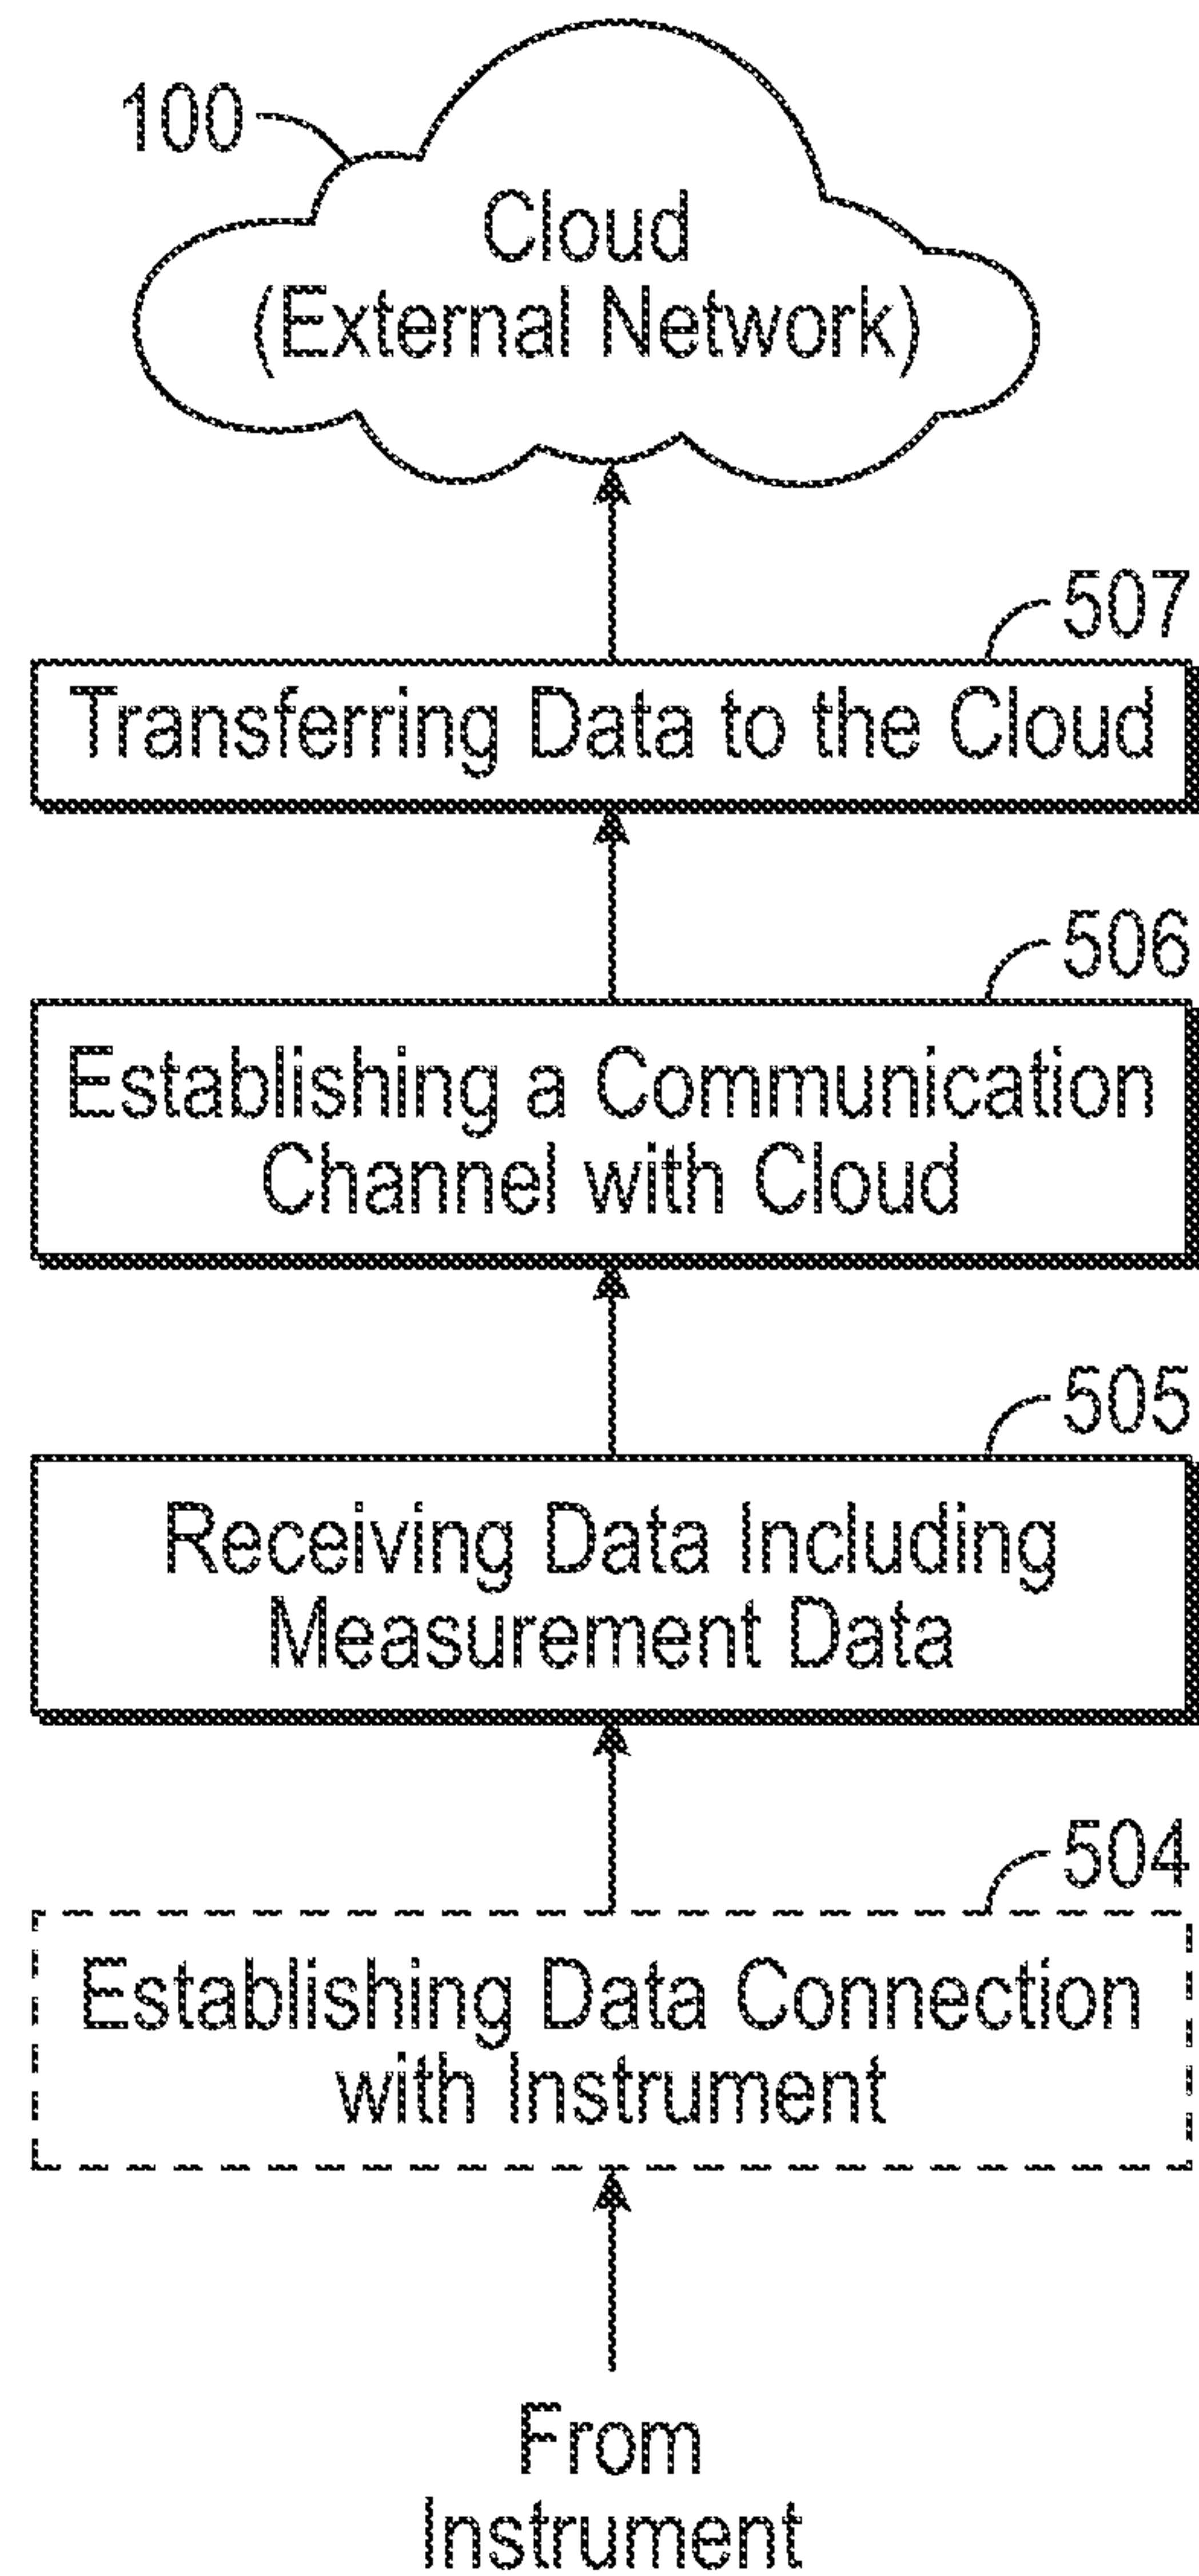 100
Cloud
(External Network)
507
Transferring Data to the Cloud
506
Establishing a Communication
Channel with Cloud
505
Receiving Data Including
Measurement Data
504
Establishing Data Connection
with Instrument
From
Instrument